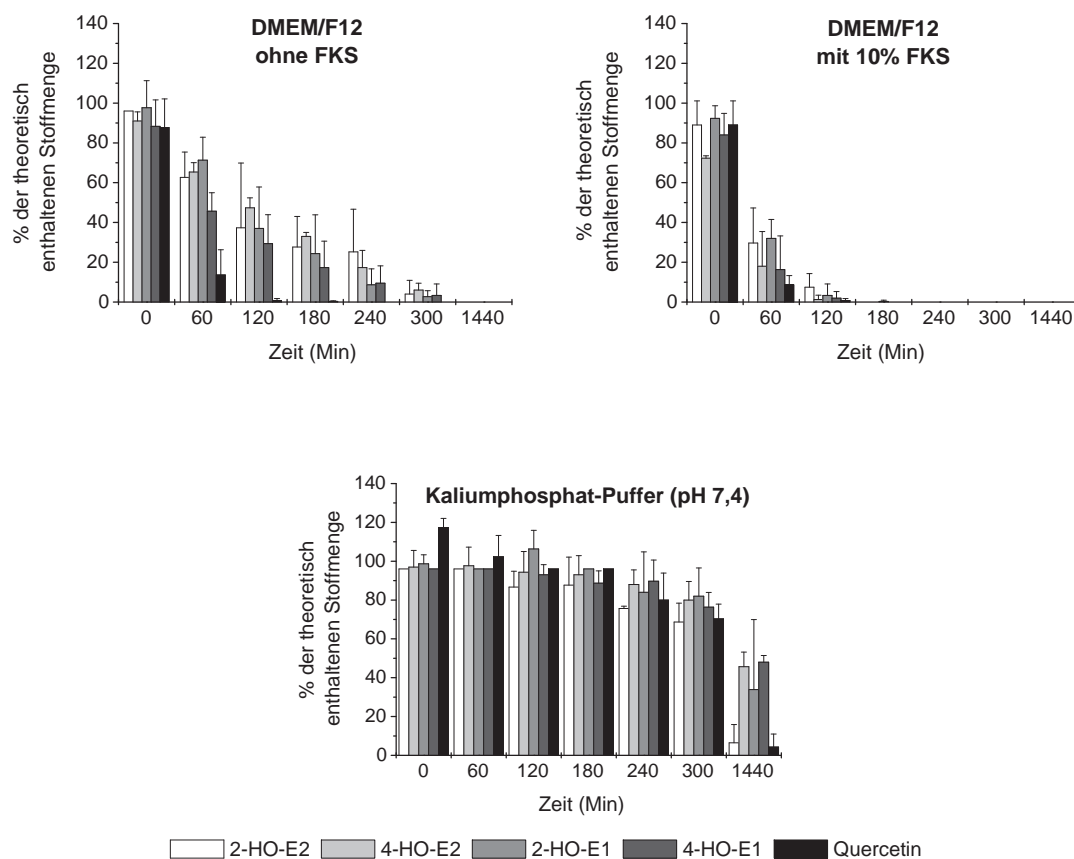 DMEM/F12
ohne FKS
% der theoretisch
enthaltenen Stoffmenge
140
120
100
80
60
40
20
0
0 60 120 180 240 300 1440
Zeit (Min)
DMEM/F12
mit 10% FKS
% der theoretisch
enthaltenen Stoffmenge
140
120
100
80
60
40
20
0
0 60 120 180 240 300 1440
Zeit (Min)
Kaliumphosphat-Puffer (pH 7,4)
% der theoretisch
enthaltenen Stoffmenge
140
120
100
80
60
40
20
0
0 60 120 180 240 300 1440
Zeit (Min)
2-HO-E2 4-HO-E2 2-HO-E1 4-HO-E1 Quercetin